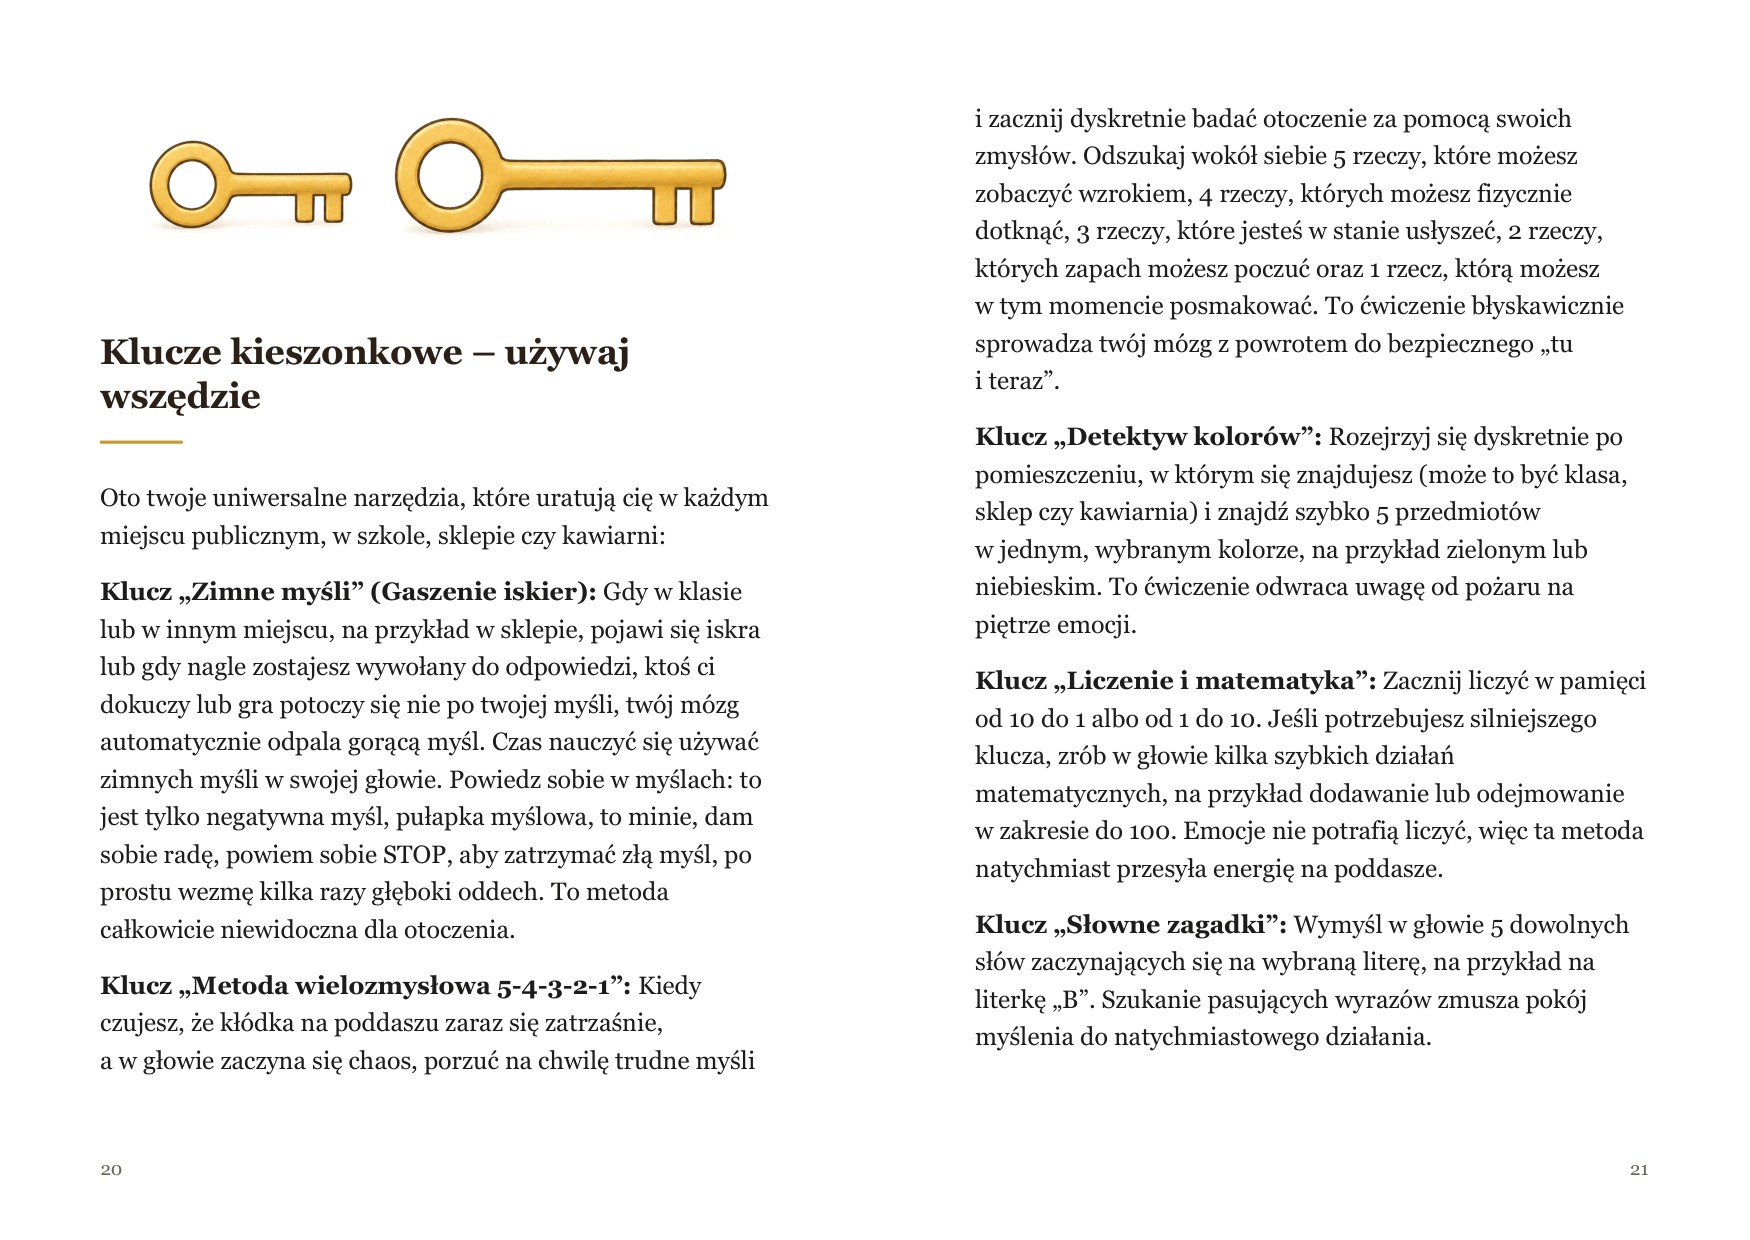 Klucze kieszonkowe – używaj
wszędzie
Oto twoje uniwersalne narzędzia, które uratują cię w każdym
miejscu publicznym, w szkole, sklepie czy kawiarni:
Klucz „Zimne myśli” (Gaszenie iskier): Gdy w klasie
lub w innym miejscu, na przykład w sklepie, pojawi się iskra
lub gdy nagle zostajesz wywołany do odpowiedzi, ktoś ci
dokuczy lub gra potoczy się nie po twojej myśli, twój mózg
automatycznie odpala gorącą myśl. Czas nauczyć się używać
zimnych myśli w swojej głowie. Powiedz sobie w myślach: to
jest tylko negatywna myśl, pułapka myślowa, to minie, dam
sobie radę, powiem sobie STOP, aby zatrzymać złą myśl, po
prostu wezmę kilka razy głęboki oddech. To metoda
całkowicie niewidoczna dla otoczenia.
Klucz „Metoda wielozmysłowa 5-4-3-2-1”: Kiedy
czujesz, że kłódka na poddaszu zaraz się zatrzaśnie,
a w głowie zaczyna się chaos, porzuć na chwilę trudne myśli
20
i zacznij dyskretnie badać otoczenie za pomocą swoich
zmysłów. Odszukaj wokół siebie 5 rzeczy, które możesz
zobaczyć wzrokiem, 4 rzeczy, których możesz fizycznie
dotknąć, 3 rzeczy, które jesteś w stanie usłyszeć, 2 rzeczy,
których zapach możesz poczuć oraz 1 rzecz, którą możesz
w tym momencie posmakować. To ćwiczenie błyskawicznie
sprowadza twój mózg z powrotem do bezpiecznego „tu
i teraz”.
Klucz „Detektyw kolorów”: Rozejrzyj się dyskretnie po
pomieszczeniu, w którym się znajdujesz (może to być klasa,
sklep czy kawiarnia) i znajdź szybko 5 przedmiotów
w jednym, wybranym kolorze, na przykład zielonym lub
niebieskim. To ćwiczenie odwraca uwagę od pożaru na
piętrze emocji.
Klucz „Liczenie i matematyka”: Zacznij liczyć w pamięci
od 10 do 1 albo od 1 do 10. Jeśli potrzebujesz silniejszego
klucza, zrób w głowie kilka szybkich działań
matematycznych, na przykład dodawanie lub odejmowanie
w zakresie do 100. Emocje nie potrafią liczyć, więc ta metoda
natychmiast przesyła energię na poddasze.
Klucz „Słowne zagadki”: Wymyśl w głowie 5 dowolnych
słów zaczynających się na wybraną literę, na przykład na
literkę „B”. Szukanie pasujących wyrazów zmusza pokój
myślenia do natychmiastowego działania.
21